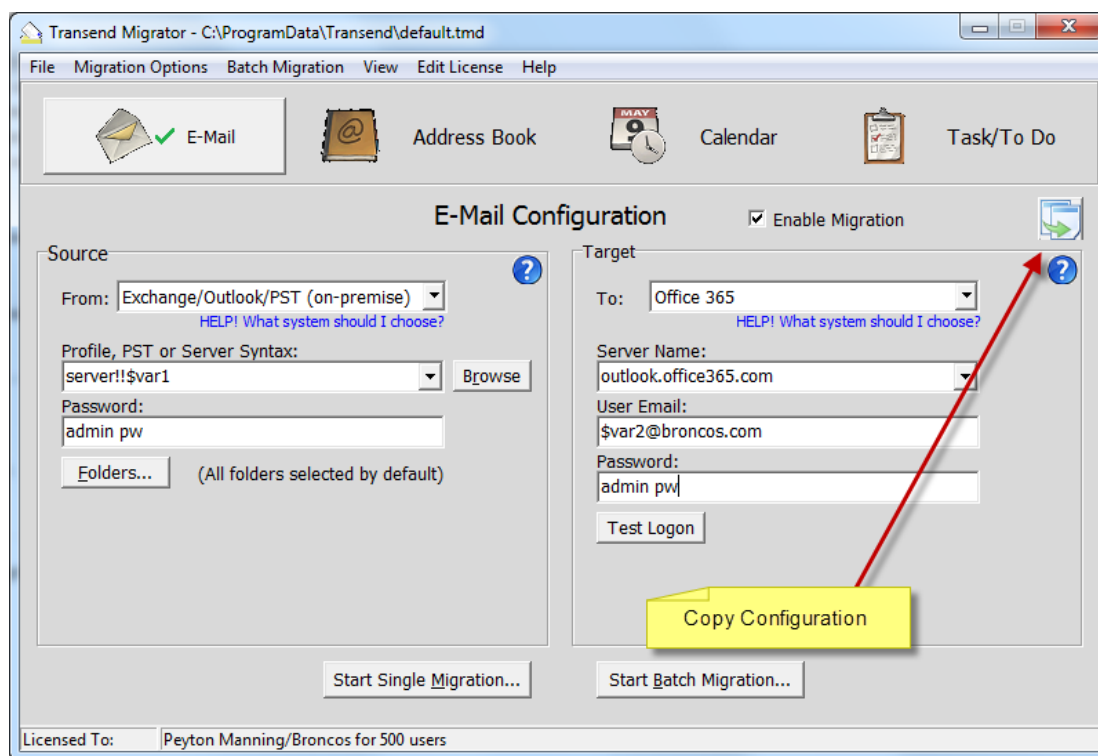 Transend Migrator - C:\ProgramData\Transend\default.tmd
File Migration Options Batch Migration View Edit License Help
E-Mail
Address Book
MAY
9
Calendar
Task/To Do
E-Mail Configuration
Enable Migration
Source
?
From: Exchange/Outlook/PST (on-premise)
HELP! What system should I choose?
Profile, PST or Server Syntax:
server!!$var1
Browse
Password:
admin pw
Folders... (All folders selected by default)
Target
?
To: Office 365
HELP! What system should I choose?
Server Name:
outlook.office365.com
User Email:
$var2@broncos.com
Password:
admin pw
Test Logon
Copy Configuration
Start Single Migration...
Start Batch Migration...
Licensed To: Peyton Manning/Broncos for 500 users